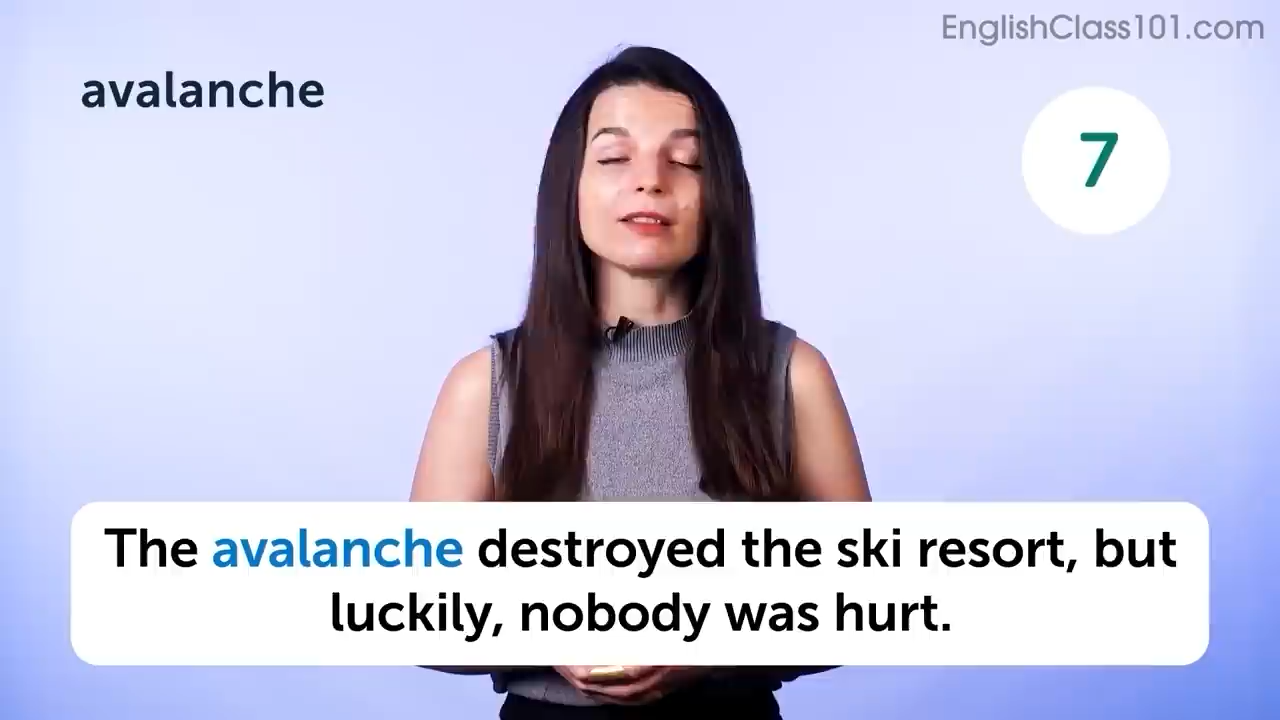 EnglishClass101.com
avalanche
7
The avalanche destroyed the ski resort, but
luckily, nobody was hurt.